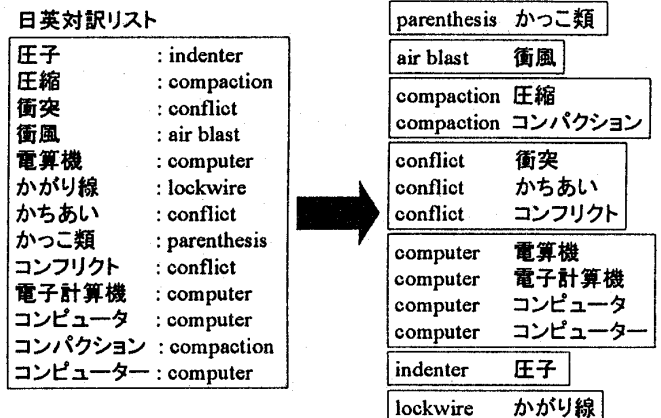 日英対訳リスト
圧子 : indenter
圧縮 : compaction
衝突 : conflict
衝風 : air blast
電算機 : computer
かがり線 : lockwire
かちあい : conflict
かっこ類 : parenthesis
コンフリクト : conflict
電子計算機 : computer
コンピュータ : computer
コンパクション : compaction
コンピューター : computer
parenthesis かっこ類
air blast 衝風
compaction 圧縮
compaction コンパクション
conflict 衝突
conflict かちあい
conflict コンフリクト
computer 電算機
computer 電子計算機
computer コンピュータ
computer コンピューター
indenter 圧子
lockwire かがり線